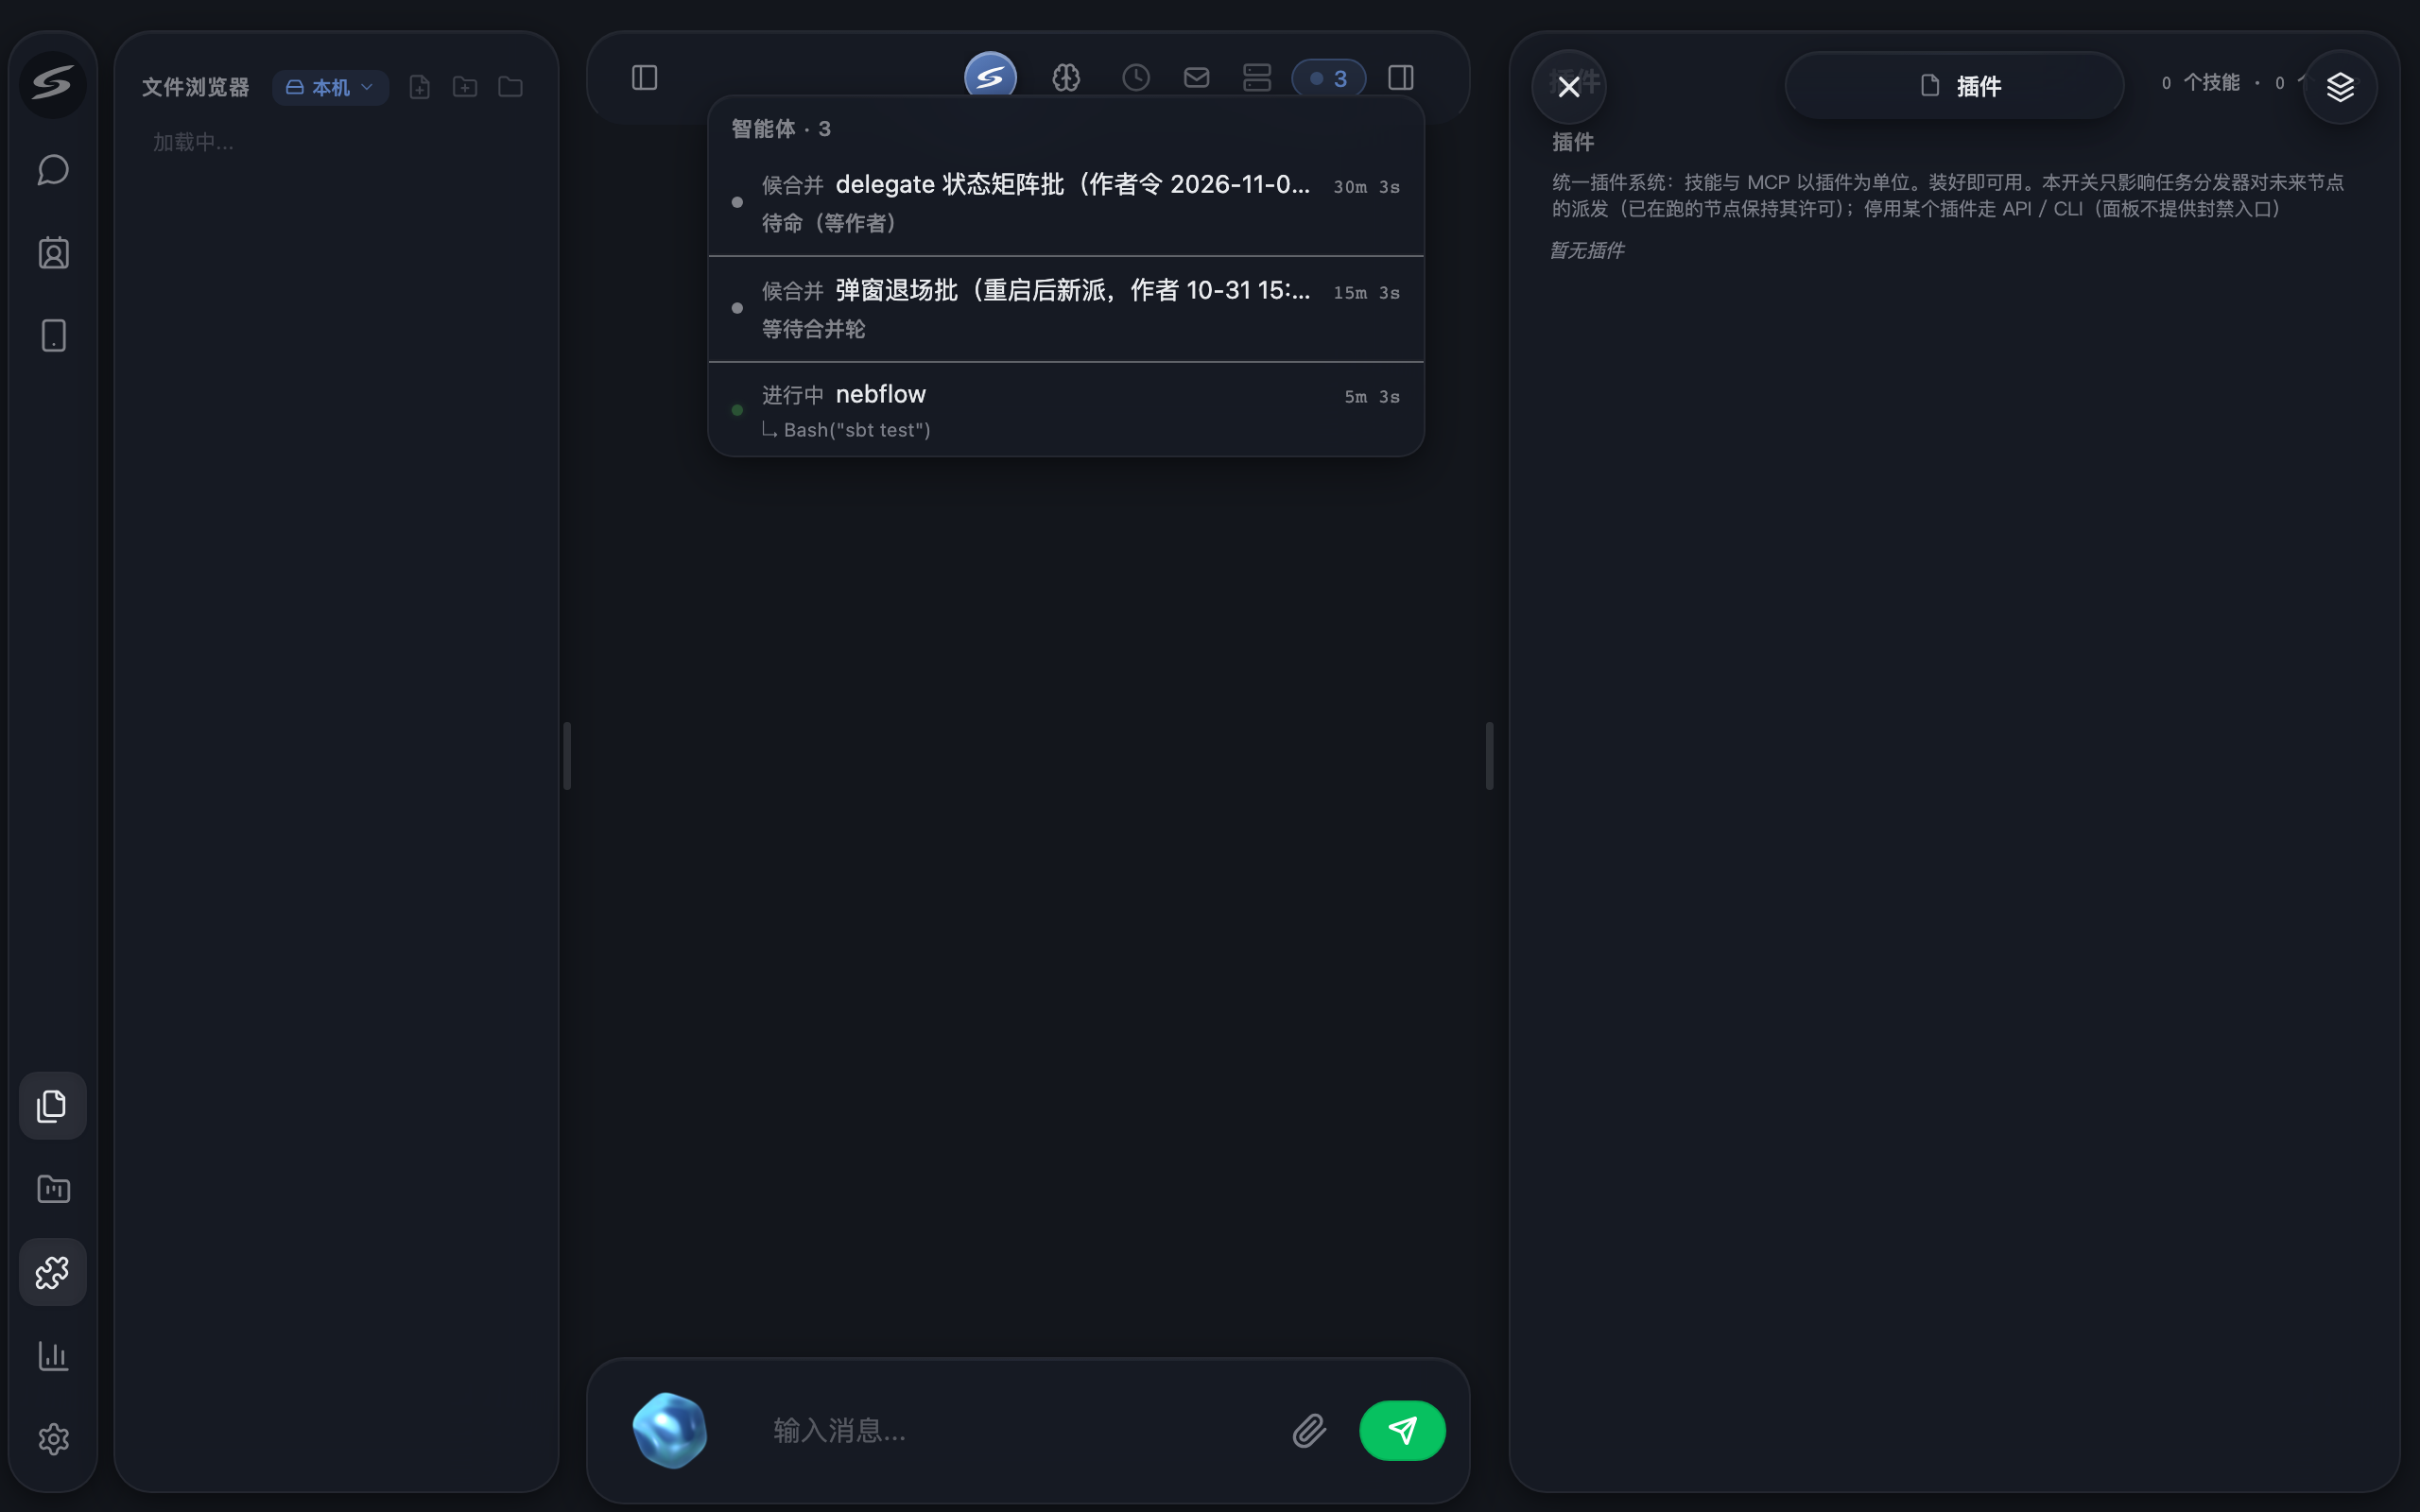 文件浏览器
本机
加载中...
3
智能体 · 3
候合并 delegate 状态矩阵批（作者令 2026-11-0... 30m 3s
待命（等作者）
候合并 弹窗退场批（重启后新派，作者 10-31 15:... 15m 3s
等待合并轮
进行中 nebflow 5m 3s
Bash("sbt test")
输入消息...
插件
插件
0 个技能 · 0 个
插件
统一插件系统：技能与 MCP 以插件为单位。装好即可用。本开关只影响任务分发器对未来节点
的派发（已在跑的节点保持其许可）；停用某个插件走 API / CLI（面板不提供封禁入口）
暂无插件